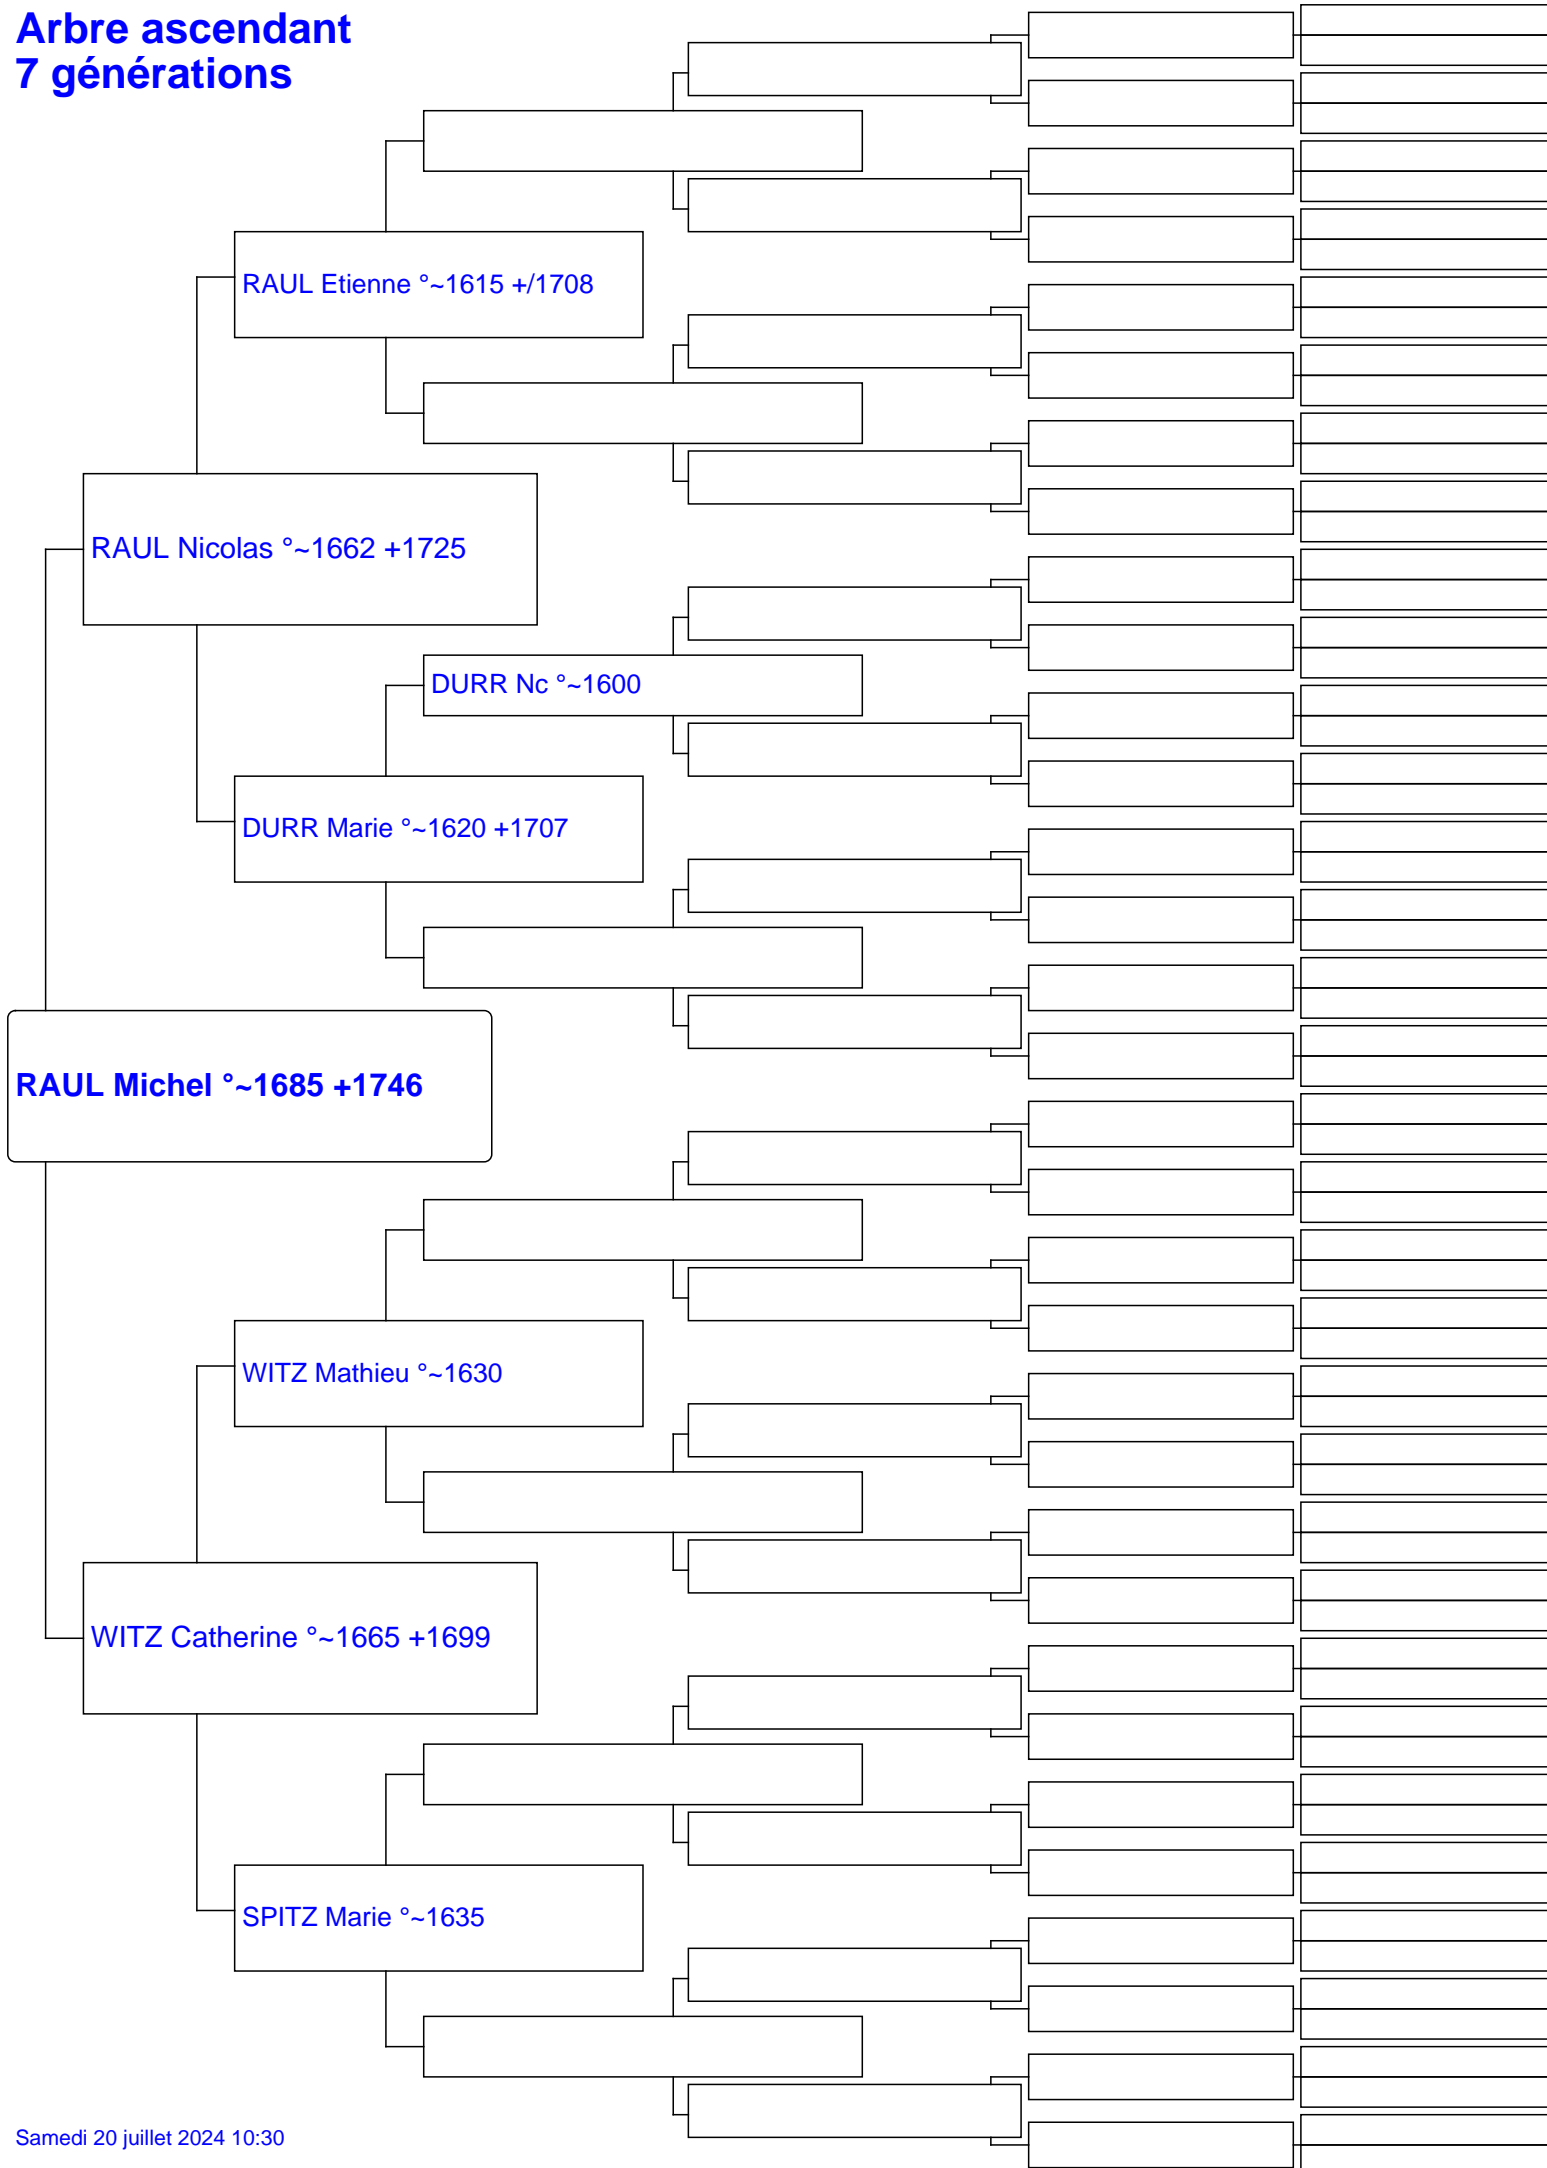 Arbre ascendant
7 générations
RAUL Etienne °~1615 +/1708
RAUL Nicolas °~1662 +1725
DURR Nc °~1600
DURR Marie °~1620 +1707
RAUL Michel °~1685 +1746
WITZ Mathieu °~1630
WITZ Catherine °~1665 +1699
SPITZ Marie °~1635
Samedi 20 juillet 2024 10:30